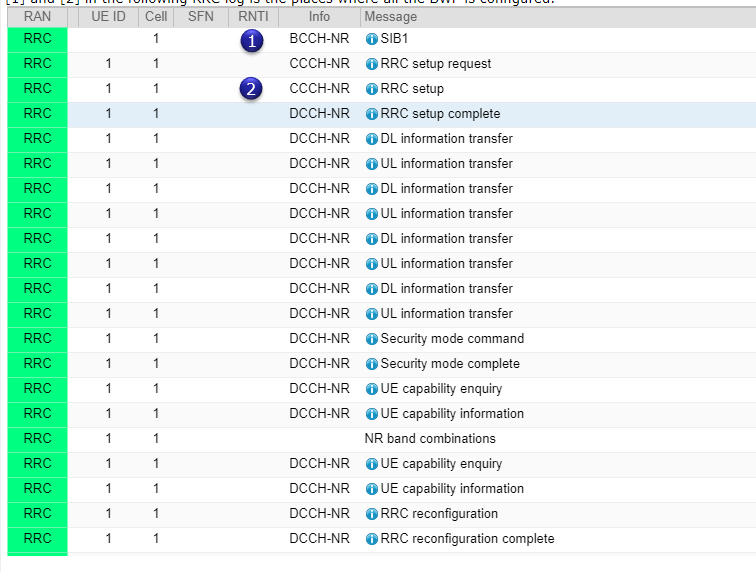 [1] and [2] in the following RRC log is the places where all the BWP is configured.
RAN UE ID Cell SFN RNTI Info Message
RRC 1 1 BCCH-NR SIB1
RRC 1 1 CCCH-NR RRC setup request
RRC 1 1 2 CCCH-NR RRC setup
RRC 1 1 DCCH-NR RRC setup complete
RRC 1 1 DCCH-NR DL information transfer
RRC 1 1 DCCH-NR UL information transfer
RRC 1 1 DCCH-NR DL information transfer
RRC 1 1 DCCH-NR UL information transfer
RRC 1 1 DCCH-NR DL information transfer
RRC 1 1 DCCH-NR UL information transfer
RRC 1 1 DCCH-NR DL information transfer
RRC 1 1 DCCH-NR UL information transfer
RRC 1 1 DCCH-NR Security mode command
RRC 1 1 DCCH-NR Security mode complete
RRC 1 1 DCCH-NR UE capability enquiry
RRC 1 1 DCCH-NR UE capability information
RRC 1 1 NR band combinations
RRC 1 1 DCCH-NR UE capability enquiry
RRC 1 1 DCCH-NR UE capability information
RRC 1 1 DCCH-NR RRC reconfiguration
RRC 1 1 DCCH-NR RRC reconfiguration complete